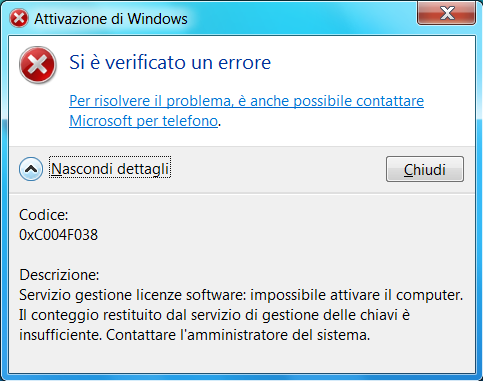 Attivazione di Windows
Si è verificato un errore
Per risolvere il problema, è anche possibile contattare
Microsoft per telefono.
Nascondi dettagli
Chiudi
Codice:
0xC004F038
Descrizione:
Servizio gestione licenze software: impossibile attivare il computer.
Il conteggio restituito dal servizio di gestione delle chiavi è
insufficiente. Contattare l'amministratore del sistema.